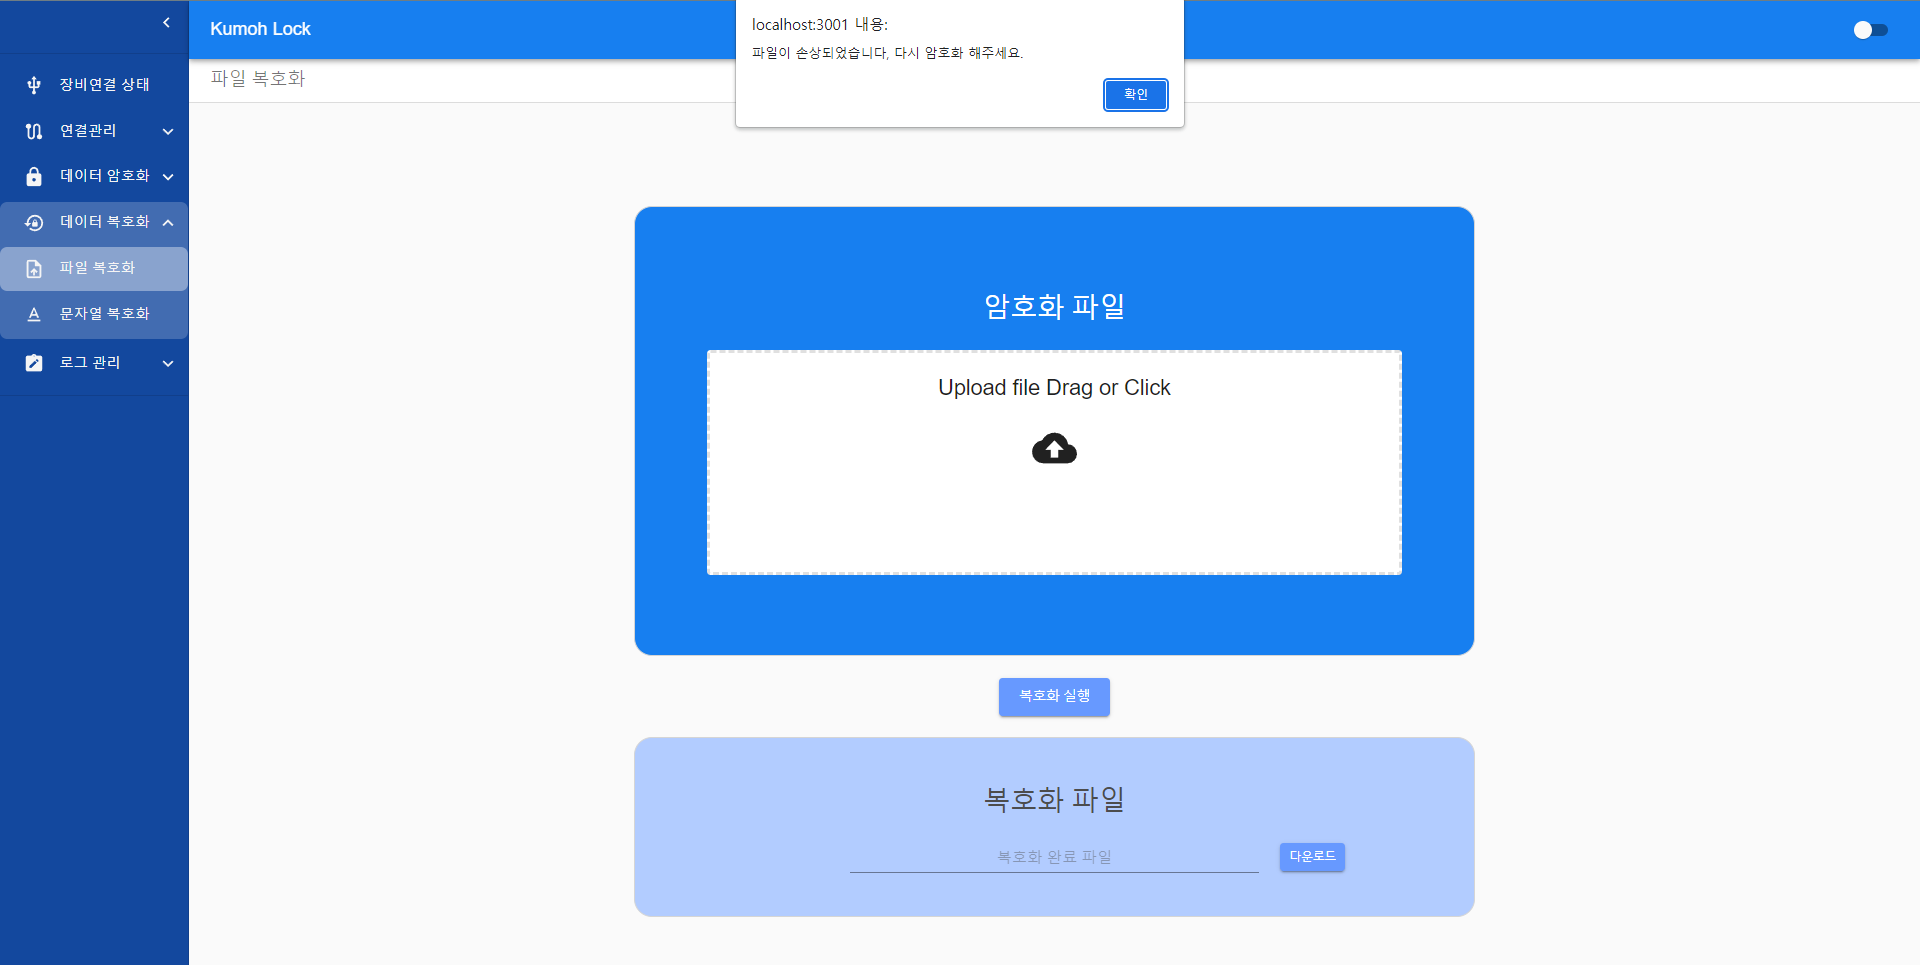 Kumoh Lock
localhost:3001 내용:
파일이 손상되었습니다, 다시 암호화 해주세요.
확인
장비연결 상태
연결관리
데이터 암호화
데이터 복호화
파일 복호화
문자열 복호화
로그 관리
파일 복호화
암호화 파일
Upload file Drag or Click
복호화 실행
복호화 파일
복호화 완료 파일
다운로드